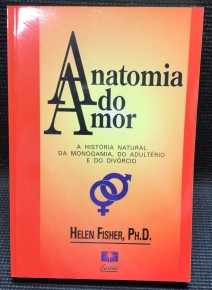 Anatomia
do
Amor
A HISTÓRIA NATURAL
DA MONOGAMIA, DO ADULTÉRIO
E DO DIVÓRCIO
HELEN FISHER, PH.D.